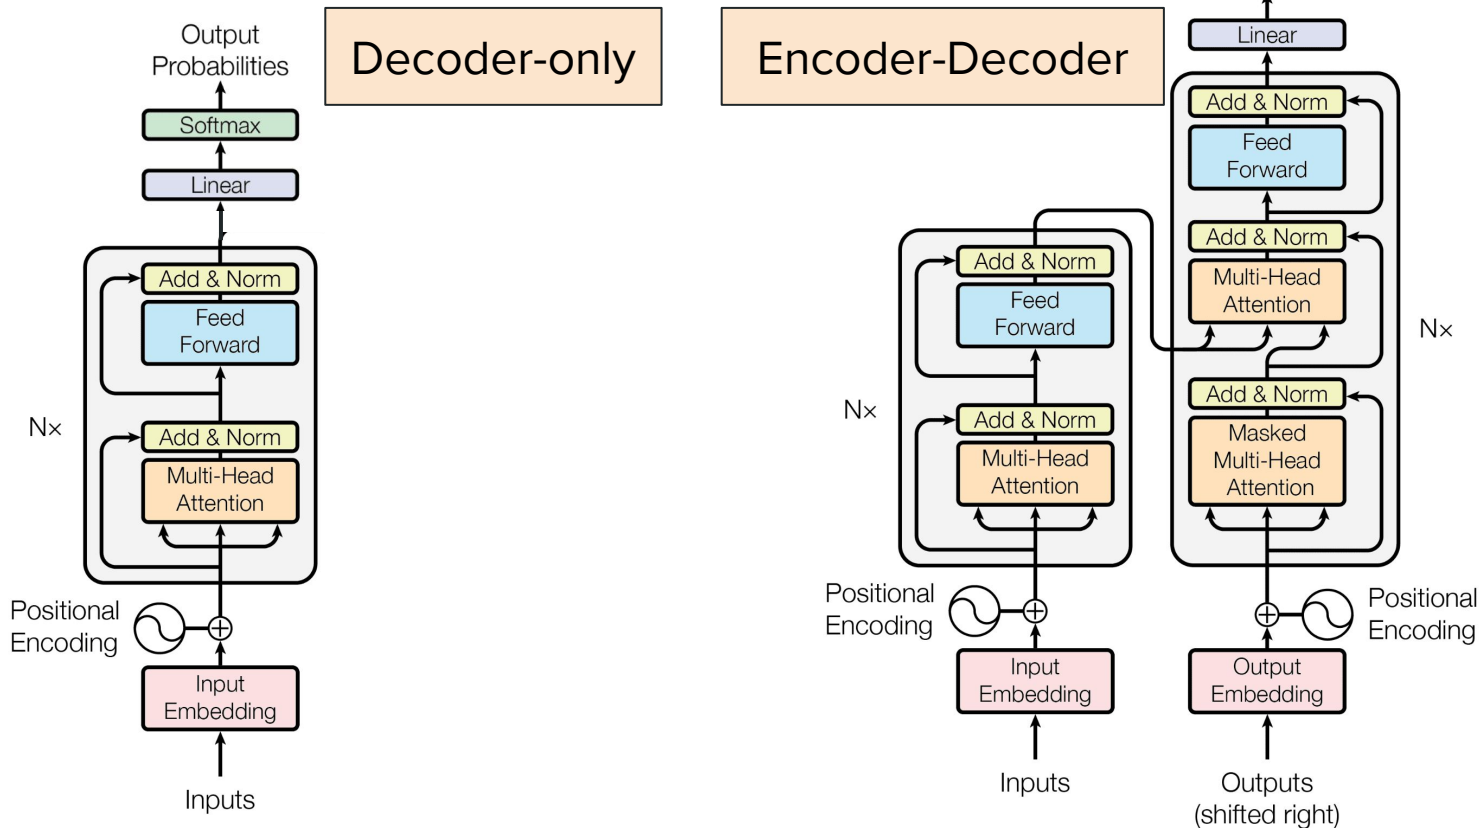 Decoder-only
Output
Probabilities
Softmax
Linear
Add & Norm
Feed
Forward
Nx
Add & Norm
Multi-Head
Attention
Positional
Encoding
Input
Embedding
Inputs
Encoder-Decoder
Add & Norm
Feed
Forward
Nx
Add & Norm
Multi-Head
Attention
Positional
Encoding
Input
Embedding
Inputs
Linear
Add & Norm
Feed
Forward
Add & Norm
Multi-Head
Attention
Nx
Add & Norm
Masked
Multi-Head
Attention
Positional
Encoding
Output
Embedding
Outputs
(shifted right)